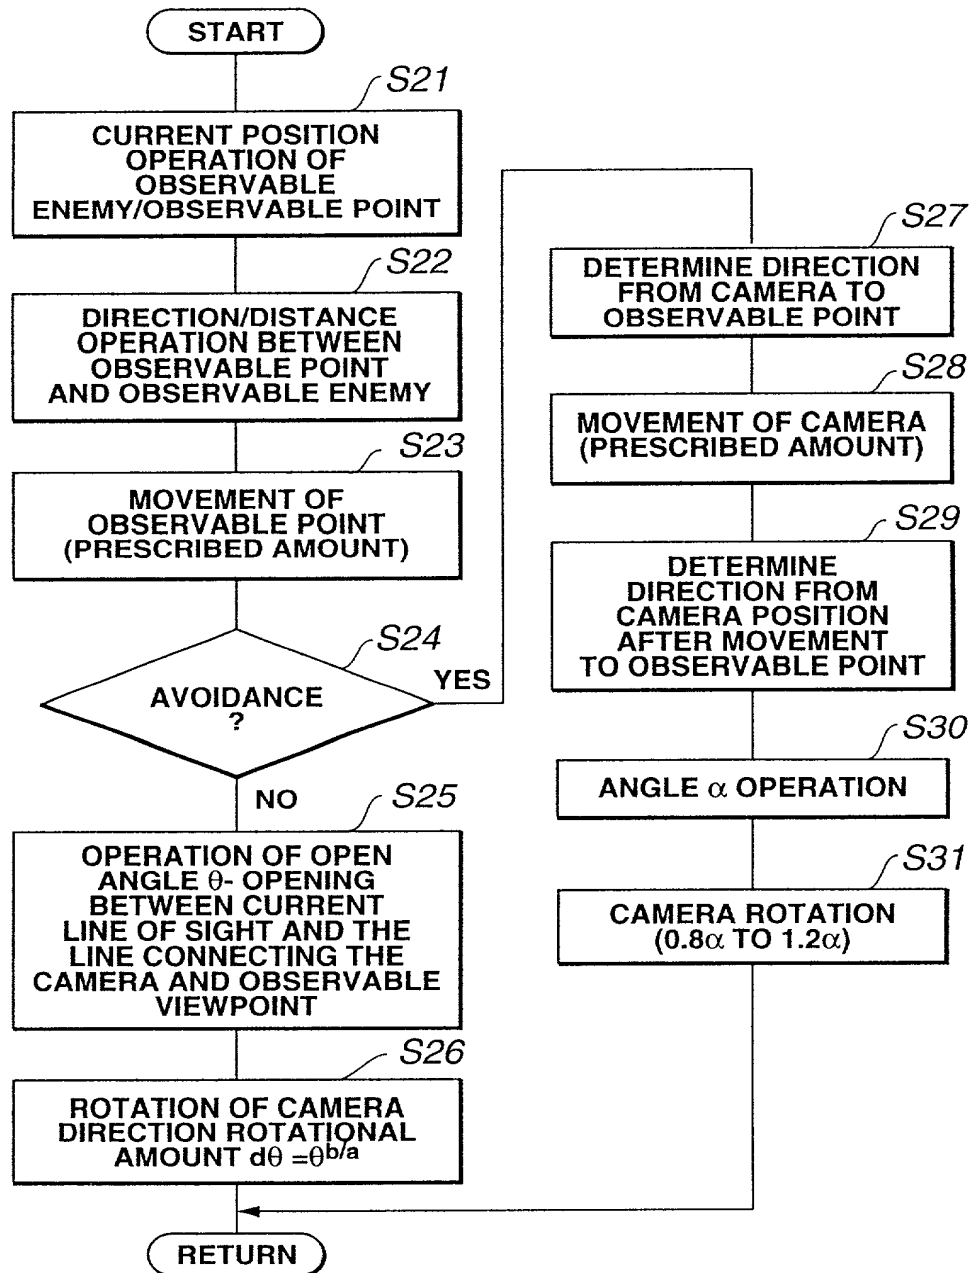 START
S21
CURRENT POSITION
OPERATION OF
OBSERVABLE
ENEMY/OBSERVABLE POINT
S22
DIRECTION/DISTANCE
OPERATION BETWEEN
OBSERVABLE POINT
AND OBSERVABLE ENEMY
S23
MOVEMENT OF
OBSERVABLE POINT
(PRESCRIBED AMOUNT)
S24
AVOIDANCE
?
YES
NO
S25
OPERATION OF OPEN
ANGLE θ- OPENING
BETWEEN CURRENT
LINE OF SIGHT AND THE
LINE CONNECTING THE
CAMERA AND OBSERVABLE
VIEWPOINT
S26
ROTATION OF CAMERA
DIRECTION ROTATIONAL
AMOUNT dθ =θ^b/a
S27
DETERMINE DIRECTION
FROM CAMERA TO
OBSERVABLE POINT
S28
MOVEMENT OF CAMERA
(PRESCRIBED AMOUNT)
S29
DETERMINE
DIRECTION FROM
CAMERA POSITION
AFTER MOVEMENT
TO OBSERVABLE POINT
S30
ANGLE α OPERATION
S31
CAMERA ROTATION
(0.8α TO 1.2α)
RETURN